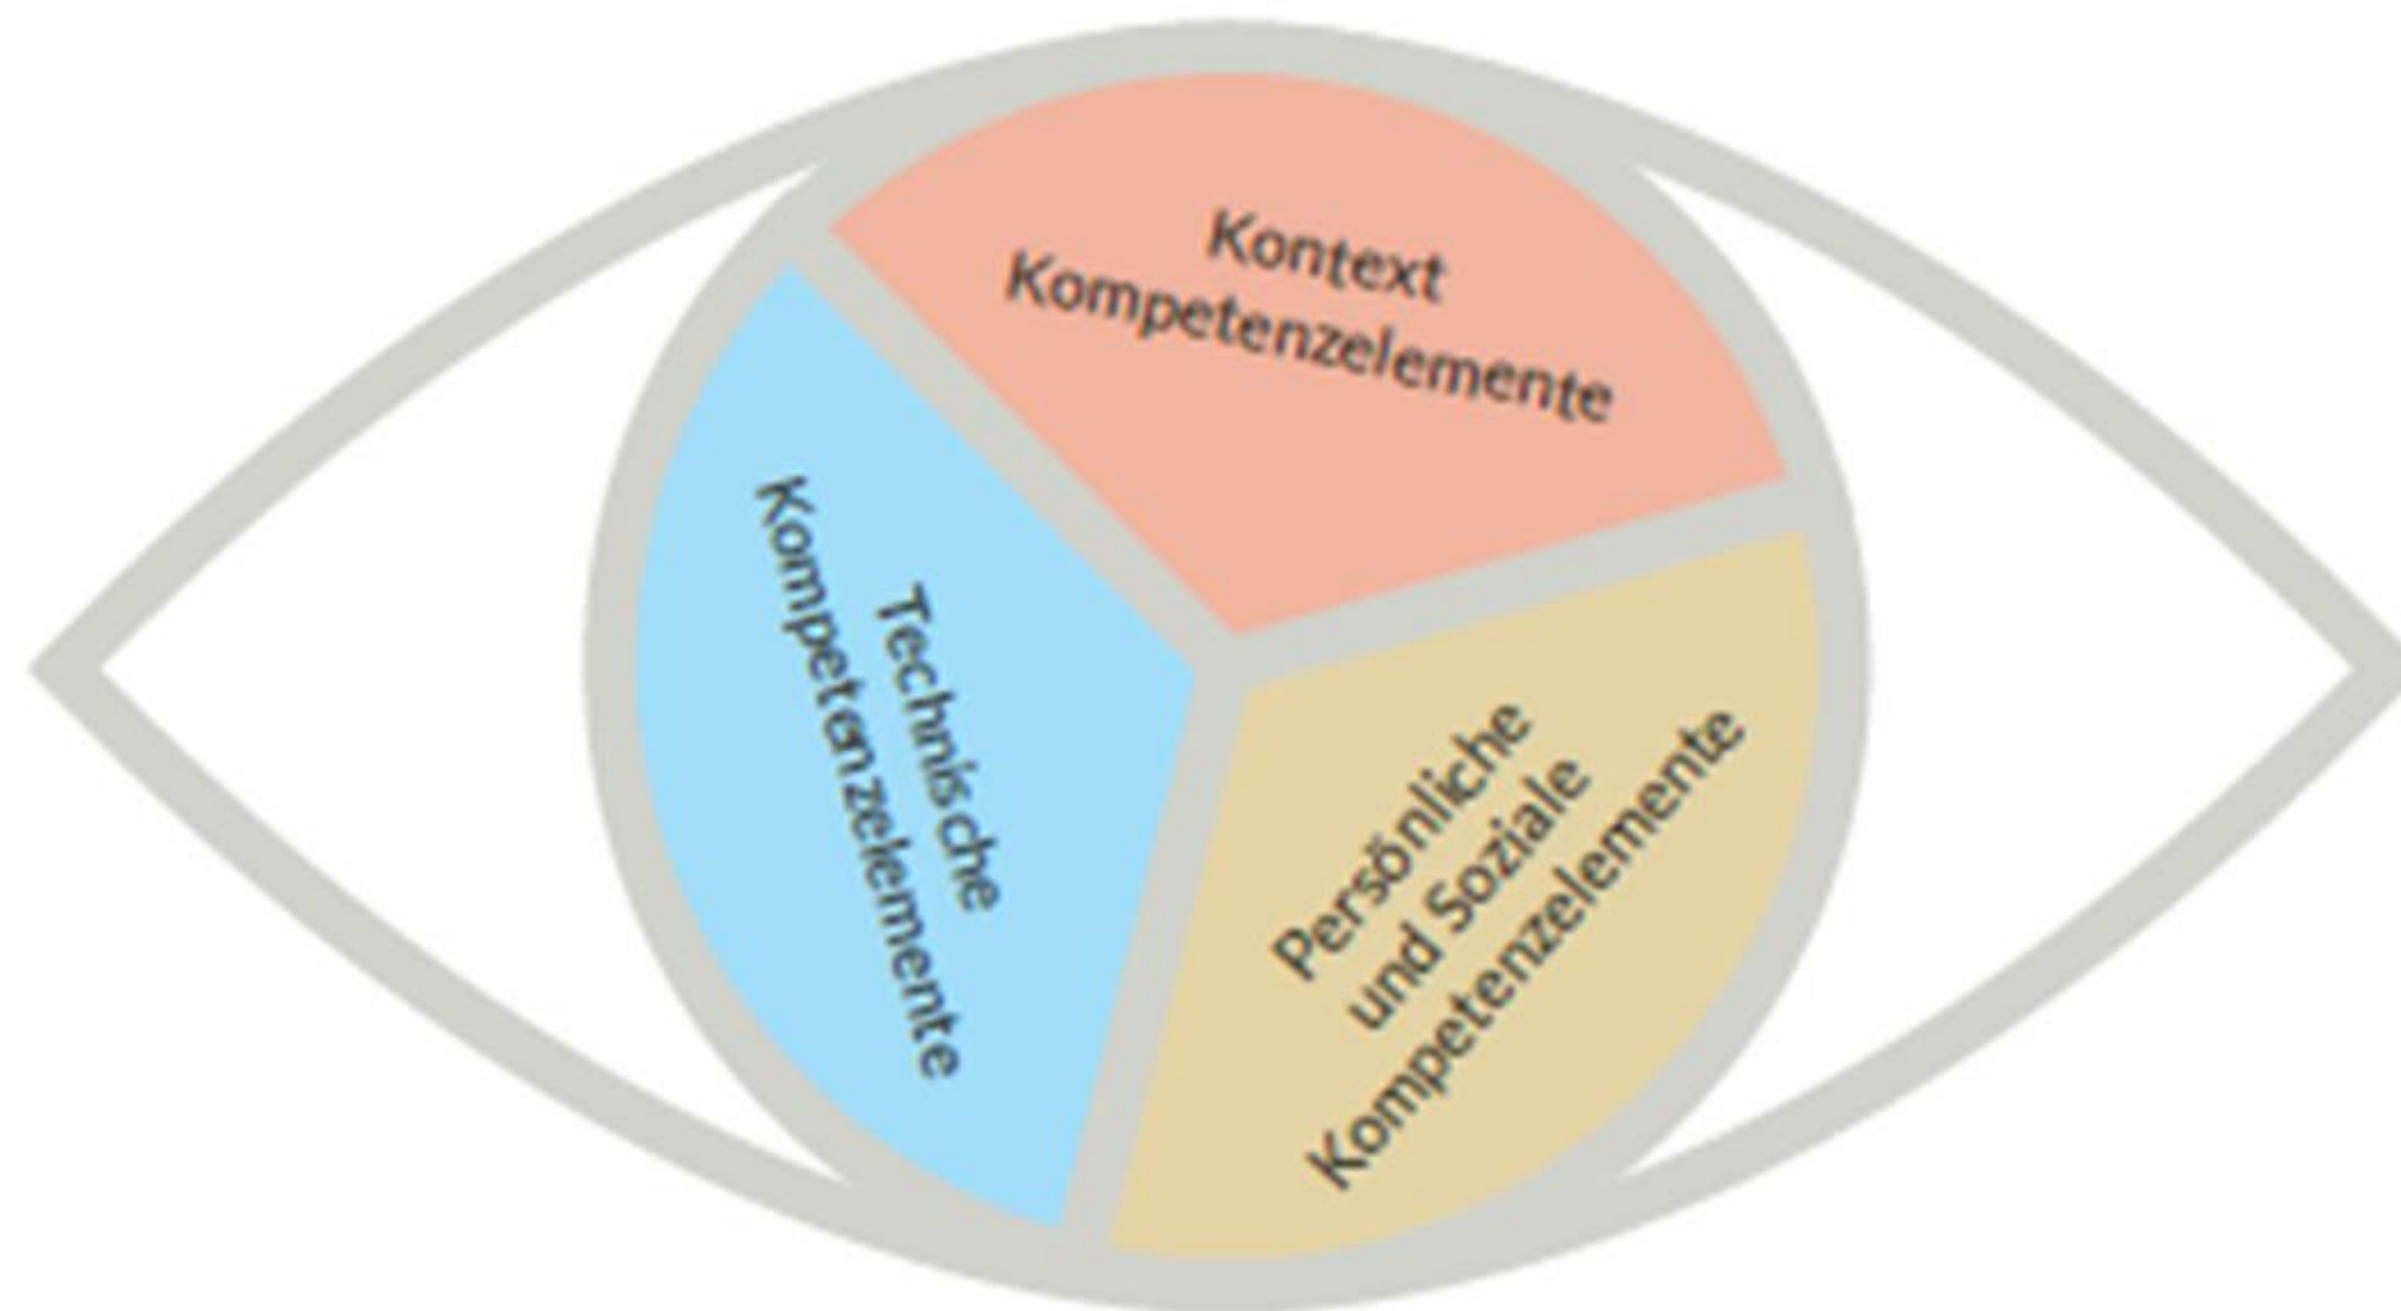 Kontext
Kompetenzelemente
Technische
Kompetenzelemente
Persönliche
und Soziale
Kompetenzelemente